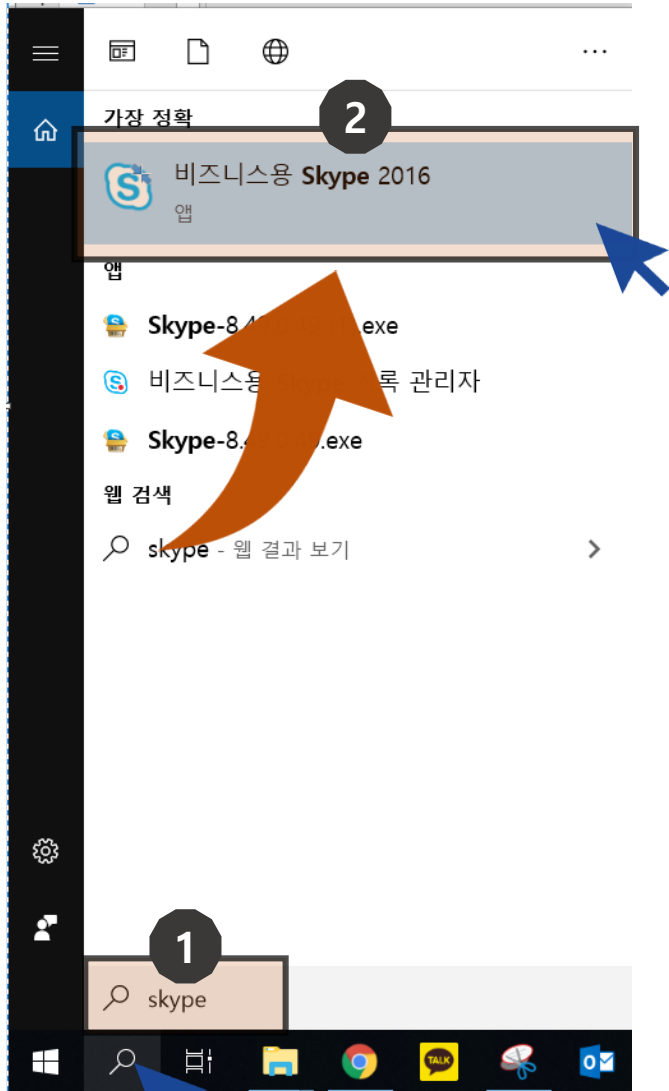 가장 정확
2
비즈니스용 Skype 2016
앱
앱
Skype-8.exe
비즈니스용 관리자
Skype-8.exe
웹 검색
skype - 웹 결과 보기
1
skype
TALK